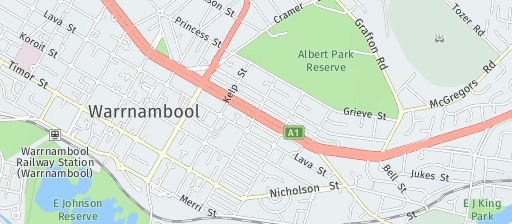 Lava St
Koroit St
Timor St
Princess St
Cramer St
Kelp St
Grafton Rd
Tozer Rd
McGregors Rd
Albert Park
Reserve
Grieve St
Warrnambool
A1
Warrnambool
Railway Station
(Warrnambool)
Lava St
Bell St
Jukes St
Nicholson St
Merri St
E Johnson
Reserve
E J King
Park